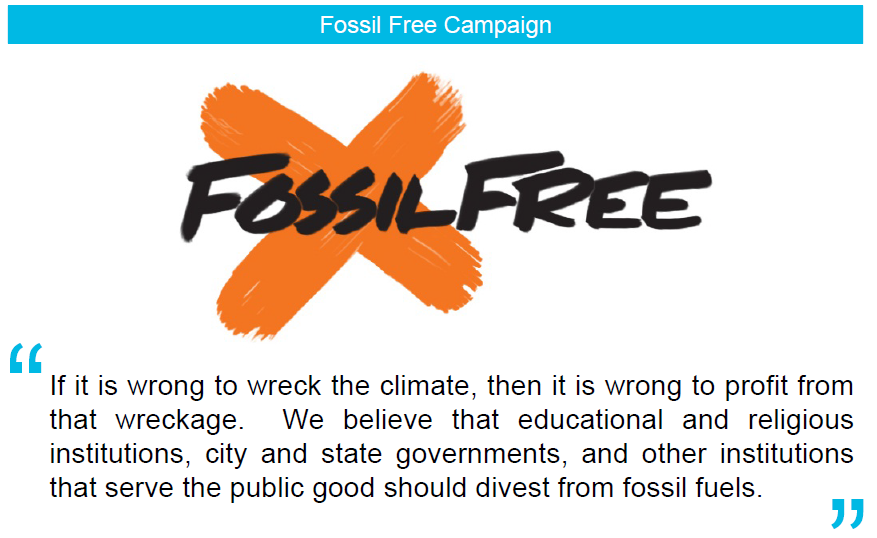 Fossil Free Campaign
FOSSIL FREE
“
If it is wrong to wreck the climate, then it is wrong to profit from
that wreckage.  We believe that educational and religious
institutions, city and state governments, and other institutions
that serve the public good should divest from fossil fuels.
”